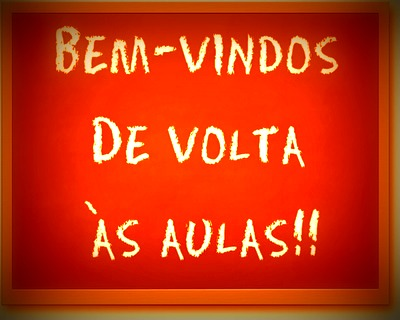 BEM-VINDOS
DE VOLTA
ÀS AULAS!!